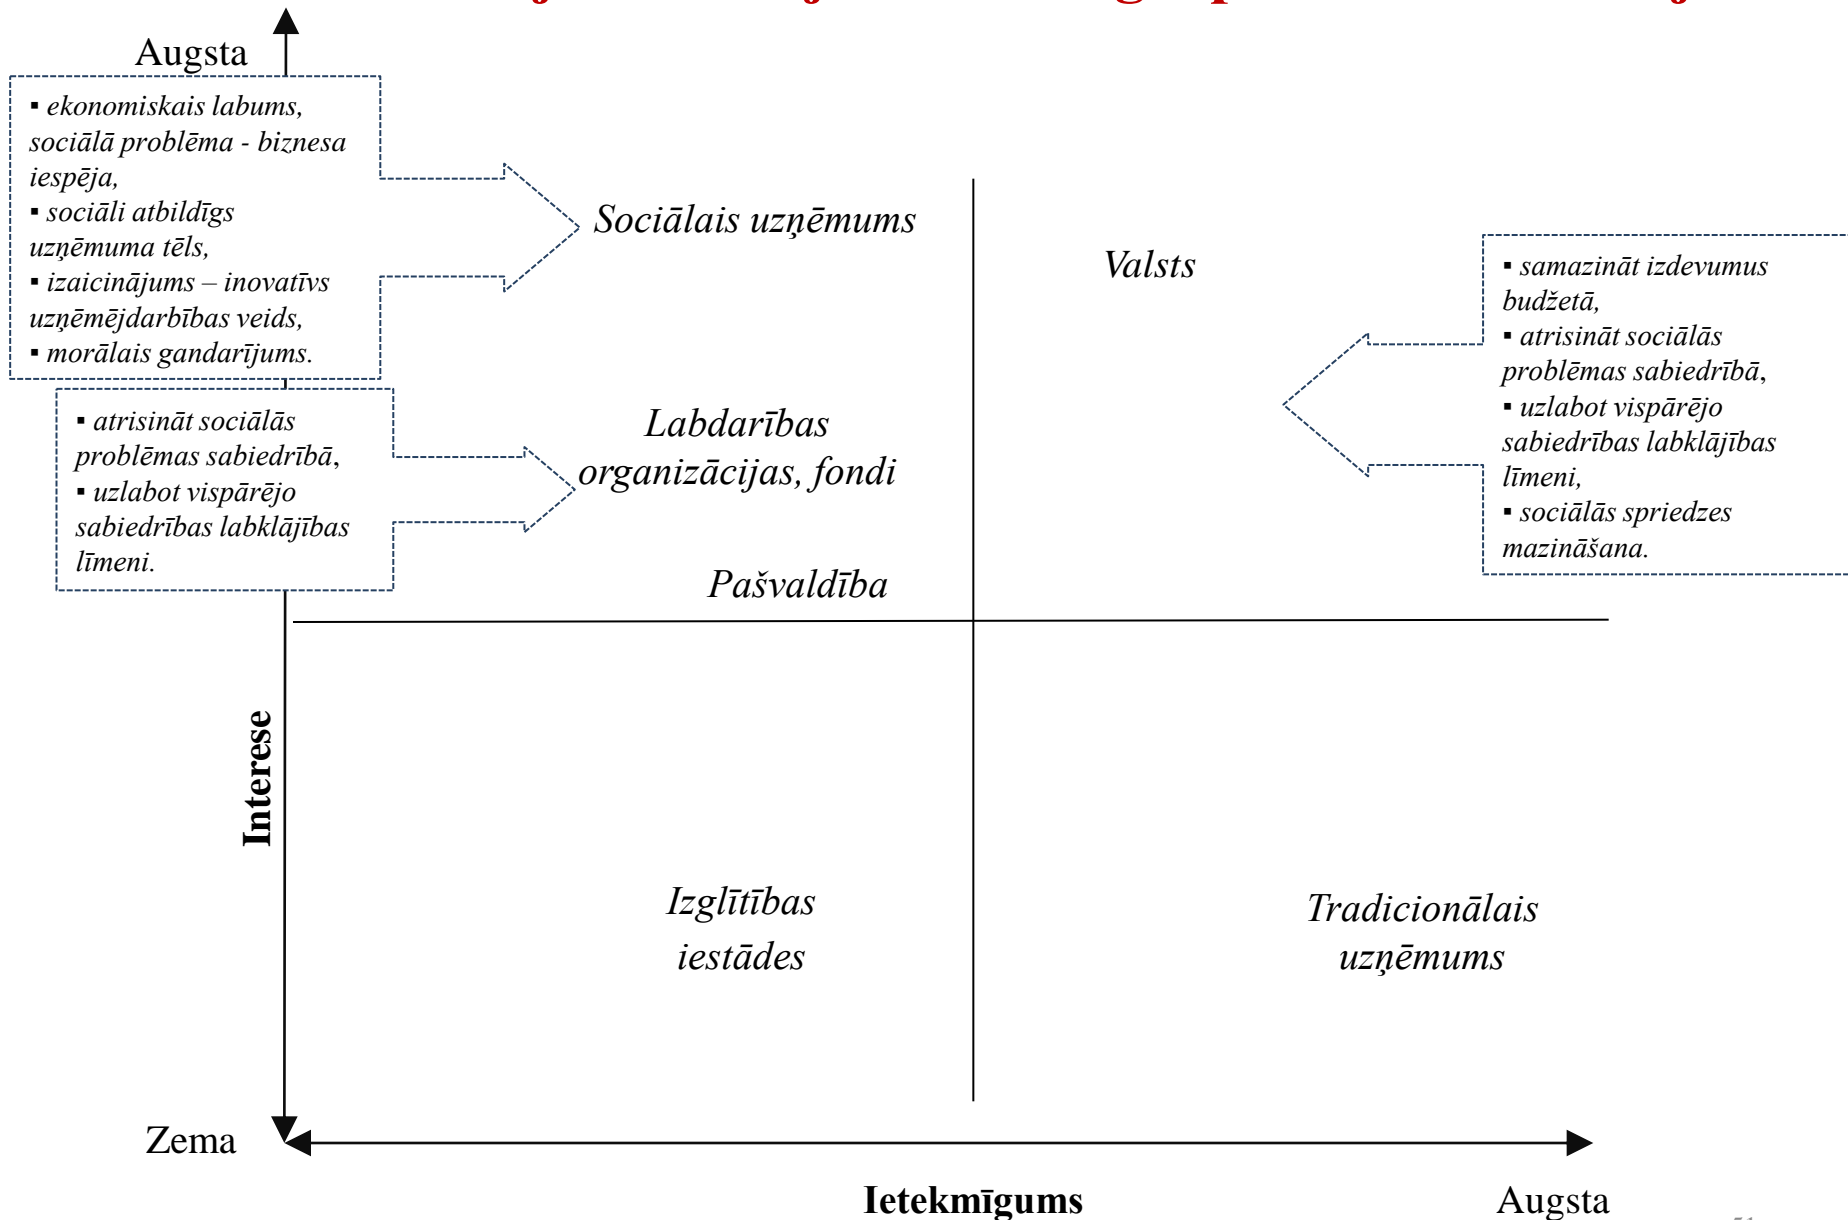 Augsta
▪ ekonomiskais labums,
sociālā problēma - biznesa
iespēja,
▪ sociāli atbildīgs
uzņēmuma tēls,
▪ izaicinājums – inovatīvs
uzņēmējdarbības veids,
▪ morālais gandarījums.
Sociālais uzņēmums
Valsts
▪ samazināt izdevumus
budžetā,
▪ atrisināt sociālās
problēmas sabiedrībā,
▪ uzlabot vispārējo
sabiedrības labklājības
līmeni,
▪ sociālās spriedzes
mazināšana.
▪ atrisināt sociālās
problēmas sabiedrībā,
▪ uzlabot vispārējo
sabiedrības labklājības
līmeni.
Labdarības
organizācijas, fondi
Pašvaldība
Interese
Izglītības
iestādes
Tradicionālais
uzņēmums
Zema
Ietekmīgums
Augsta